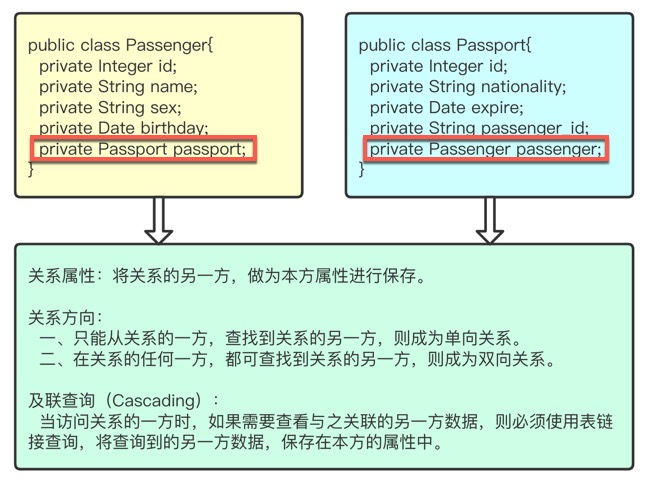 public class Passenger{
private Integer id;
private String name;
private String sex;
private Date birthday;
private Passport passport;
}
public class Passport{
private Integer id;
private String nationality;
private Date expire;
private String passenger_id;
private Passenger passenger;
}
关系属性：将关系的另一方，做为本方属性进行保存。
关系方向：
一、只能从关系的一方，查找到关系的另一方，则成为单向关系。
二、在关系的任何一方，都可查找到关系的另一方，则成为双向关系。
及联查询（Cascading）：
当访问关系的一方时，如果需要查看与之关联的另一方数据，则必须使用表链
接查询，将查询到的另一方数据，保存在本方的属性中。